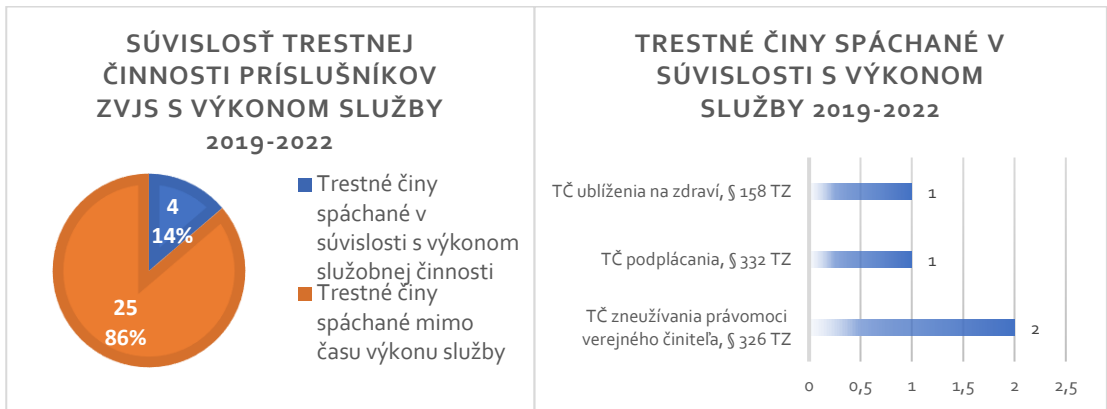 SÚVISLOSŤ TRESTNEJ
ČINNOSTI PRÍSLUŠNÍKOV
ZVJS S VÝKONOM SLUŽBY
2019-2022
4
14%
25
86%
Trestné činy
spáchané v
súvislosti s výkonom
služobnej činnosti
Trestné činy
spáchané mimo
času výkonu služby
TRESTNÉ ČINY SPÁCHANÉ V
SÚVISLOSTI S VÝKONOM
SLUŽBY 2019-2022
TČ ublíženia na zdraví, § 158 TZ
1
TČ podplácania, § 332 TZ
1
TČ zneužívania právomoci
verejného činiteľa, § 326 TZ
2
0 0,5 1 1,5 2 2,5